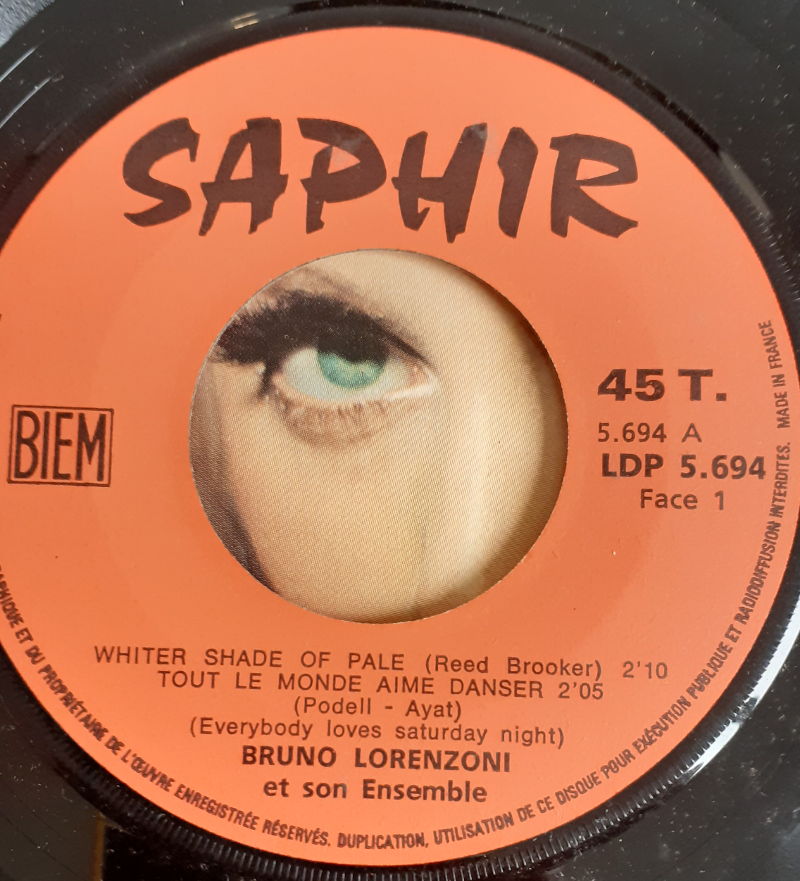 SAPHIR
BIEM
45 T.
5.694 A
LDP 5.694
Face 1
WHITER SHADE OF PALE (Reed Brooker) 2'10
TOUT LE MONDE AIME DANSER 2'05
(Podell - Ayat)
(Everybody loves saturday night)
BRUNO LORENZONI
et son Ensemble
ET DU PROPRIÉTAIRE DE L'ŒUVRE ENREGISTRÉE RÉSERVÉS. DUPLICATION, UTILISATION DE CE DISQUE POUR EXÉCUTION PUBLIQUE ET RADIODIFFUSION INTERDITES. MADE IN FRANCE